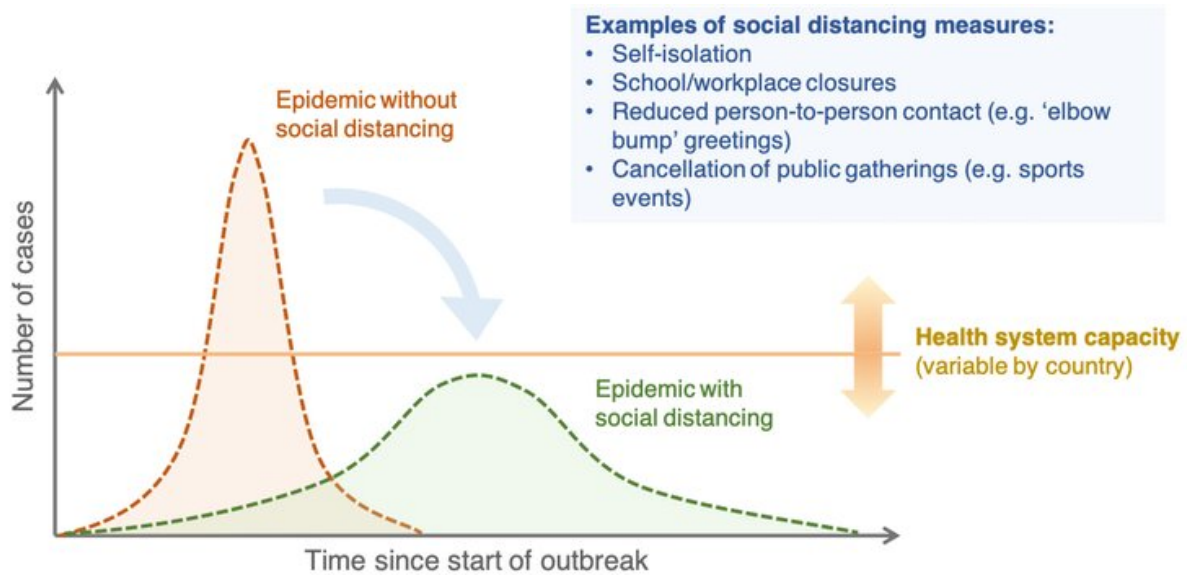 Examples of social distancing measures:
• Self-isolation
• School/workplace closures
• Reduced person-to-person contact (e.g. ‘elbow
bump’ greetings)
• Cancellation of public gatherings (e.g. sports
events)
Epidemic without
social distancing
Number of cases
Health system capacity
(variable by country)
Epidemic with
social distancing
Time since start of outbreak